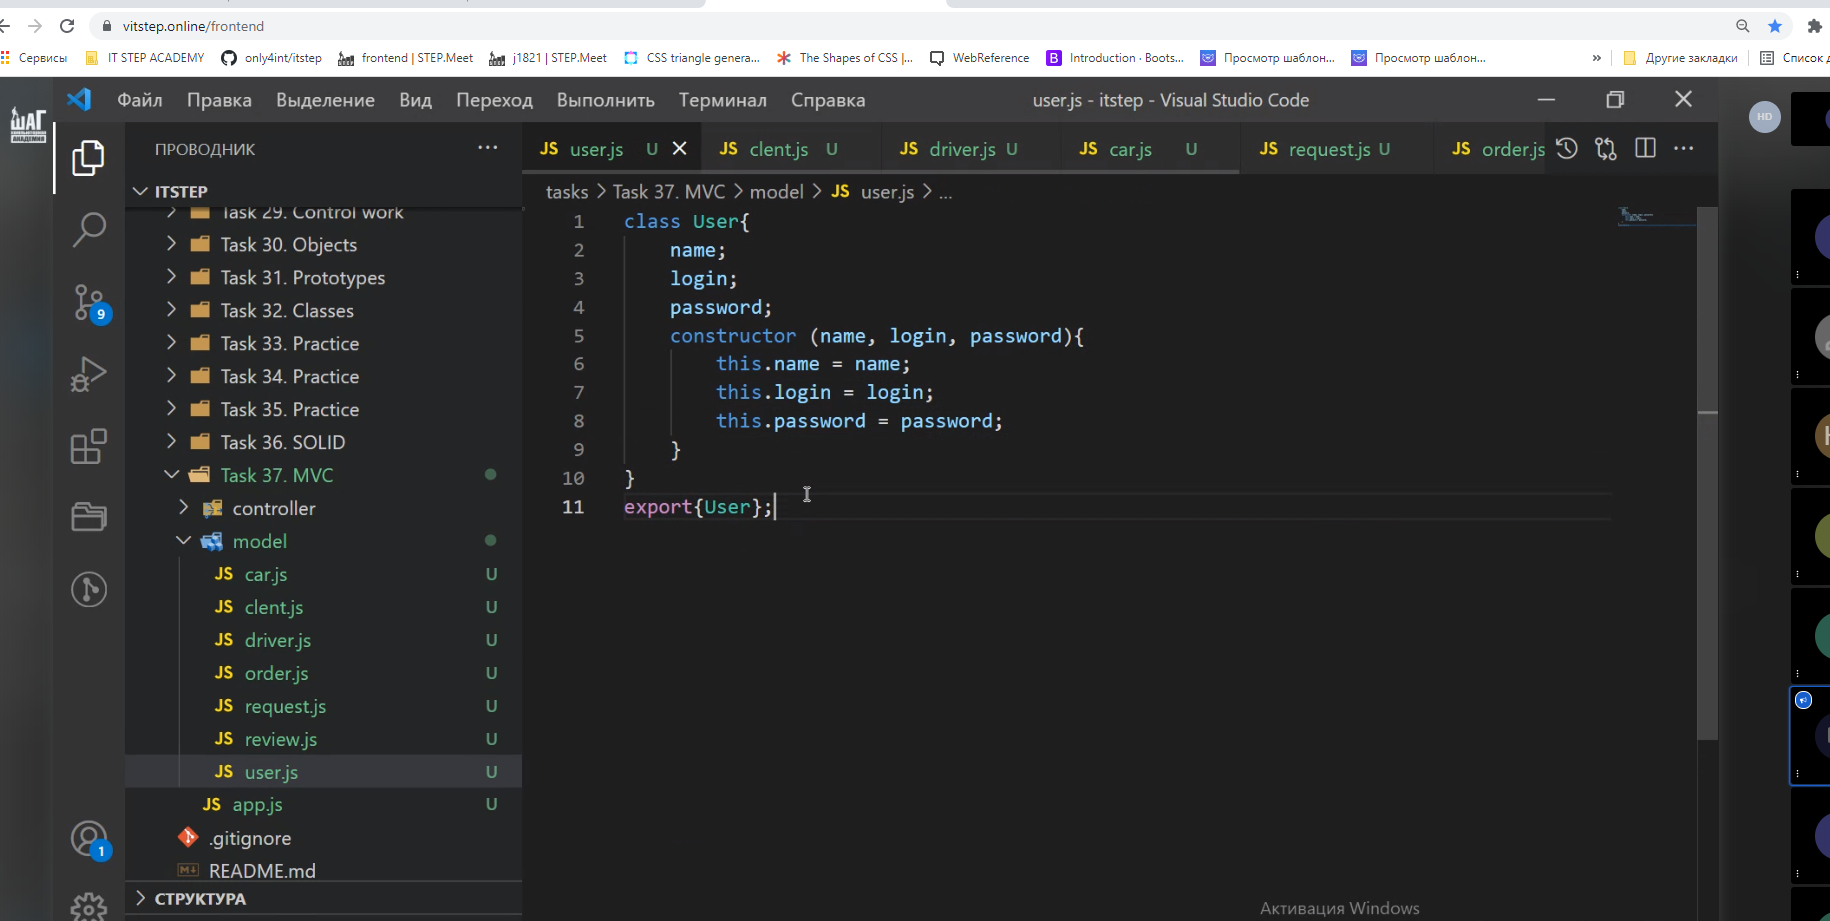 vitstep.online/frontend
Сервисы IT STEP ACADEMY only4int/itstep frontend | STEP.Meet j1821 | STEP.Meet CSS triangle genera... The Shapes of CSS |... WebReference B Introduction · Boots... Просмотр шаблон... Просмотр шаблон... » Другие закладки Список
ШАГ
АКАДЕМИЯ
Файл Правка Выделение Вид Переход Выполнить Терминал Справка user.js - itstep - Visual Studio Code
HD
ПРОВОДНИК ···
JS user.js U JS clent.js U JS driver.js U JS car.js U JS request.js U JS order.js ···
ITSTEP
tasks > Task 37. MVC > model > JS user.js > ...
Task 29. Control work
Task 30. Objects
Task 31. Prototypes
Task 32. Classes
Task 33. Practice
Task 34. Practice
Task 35. Practice
Task 36. SOLID
Task 37. MVC
controller
model
JS car.js U
JS clent.js U
JS driver.js U
JS order.js U
JS request.js U
JS review.js U
JS user.js U
JS app.js U
.gitignore
M↓ README.md
СТРУКТУРА
9
1
1 class User{
2 name;
3 login;
4 password;
5 constructor (name, login, password){
6 this.name = name;
7 this.login = login;
8 this.password = password;
9 }
10 }
11 export{User};
Активация Windows